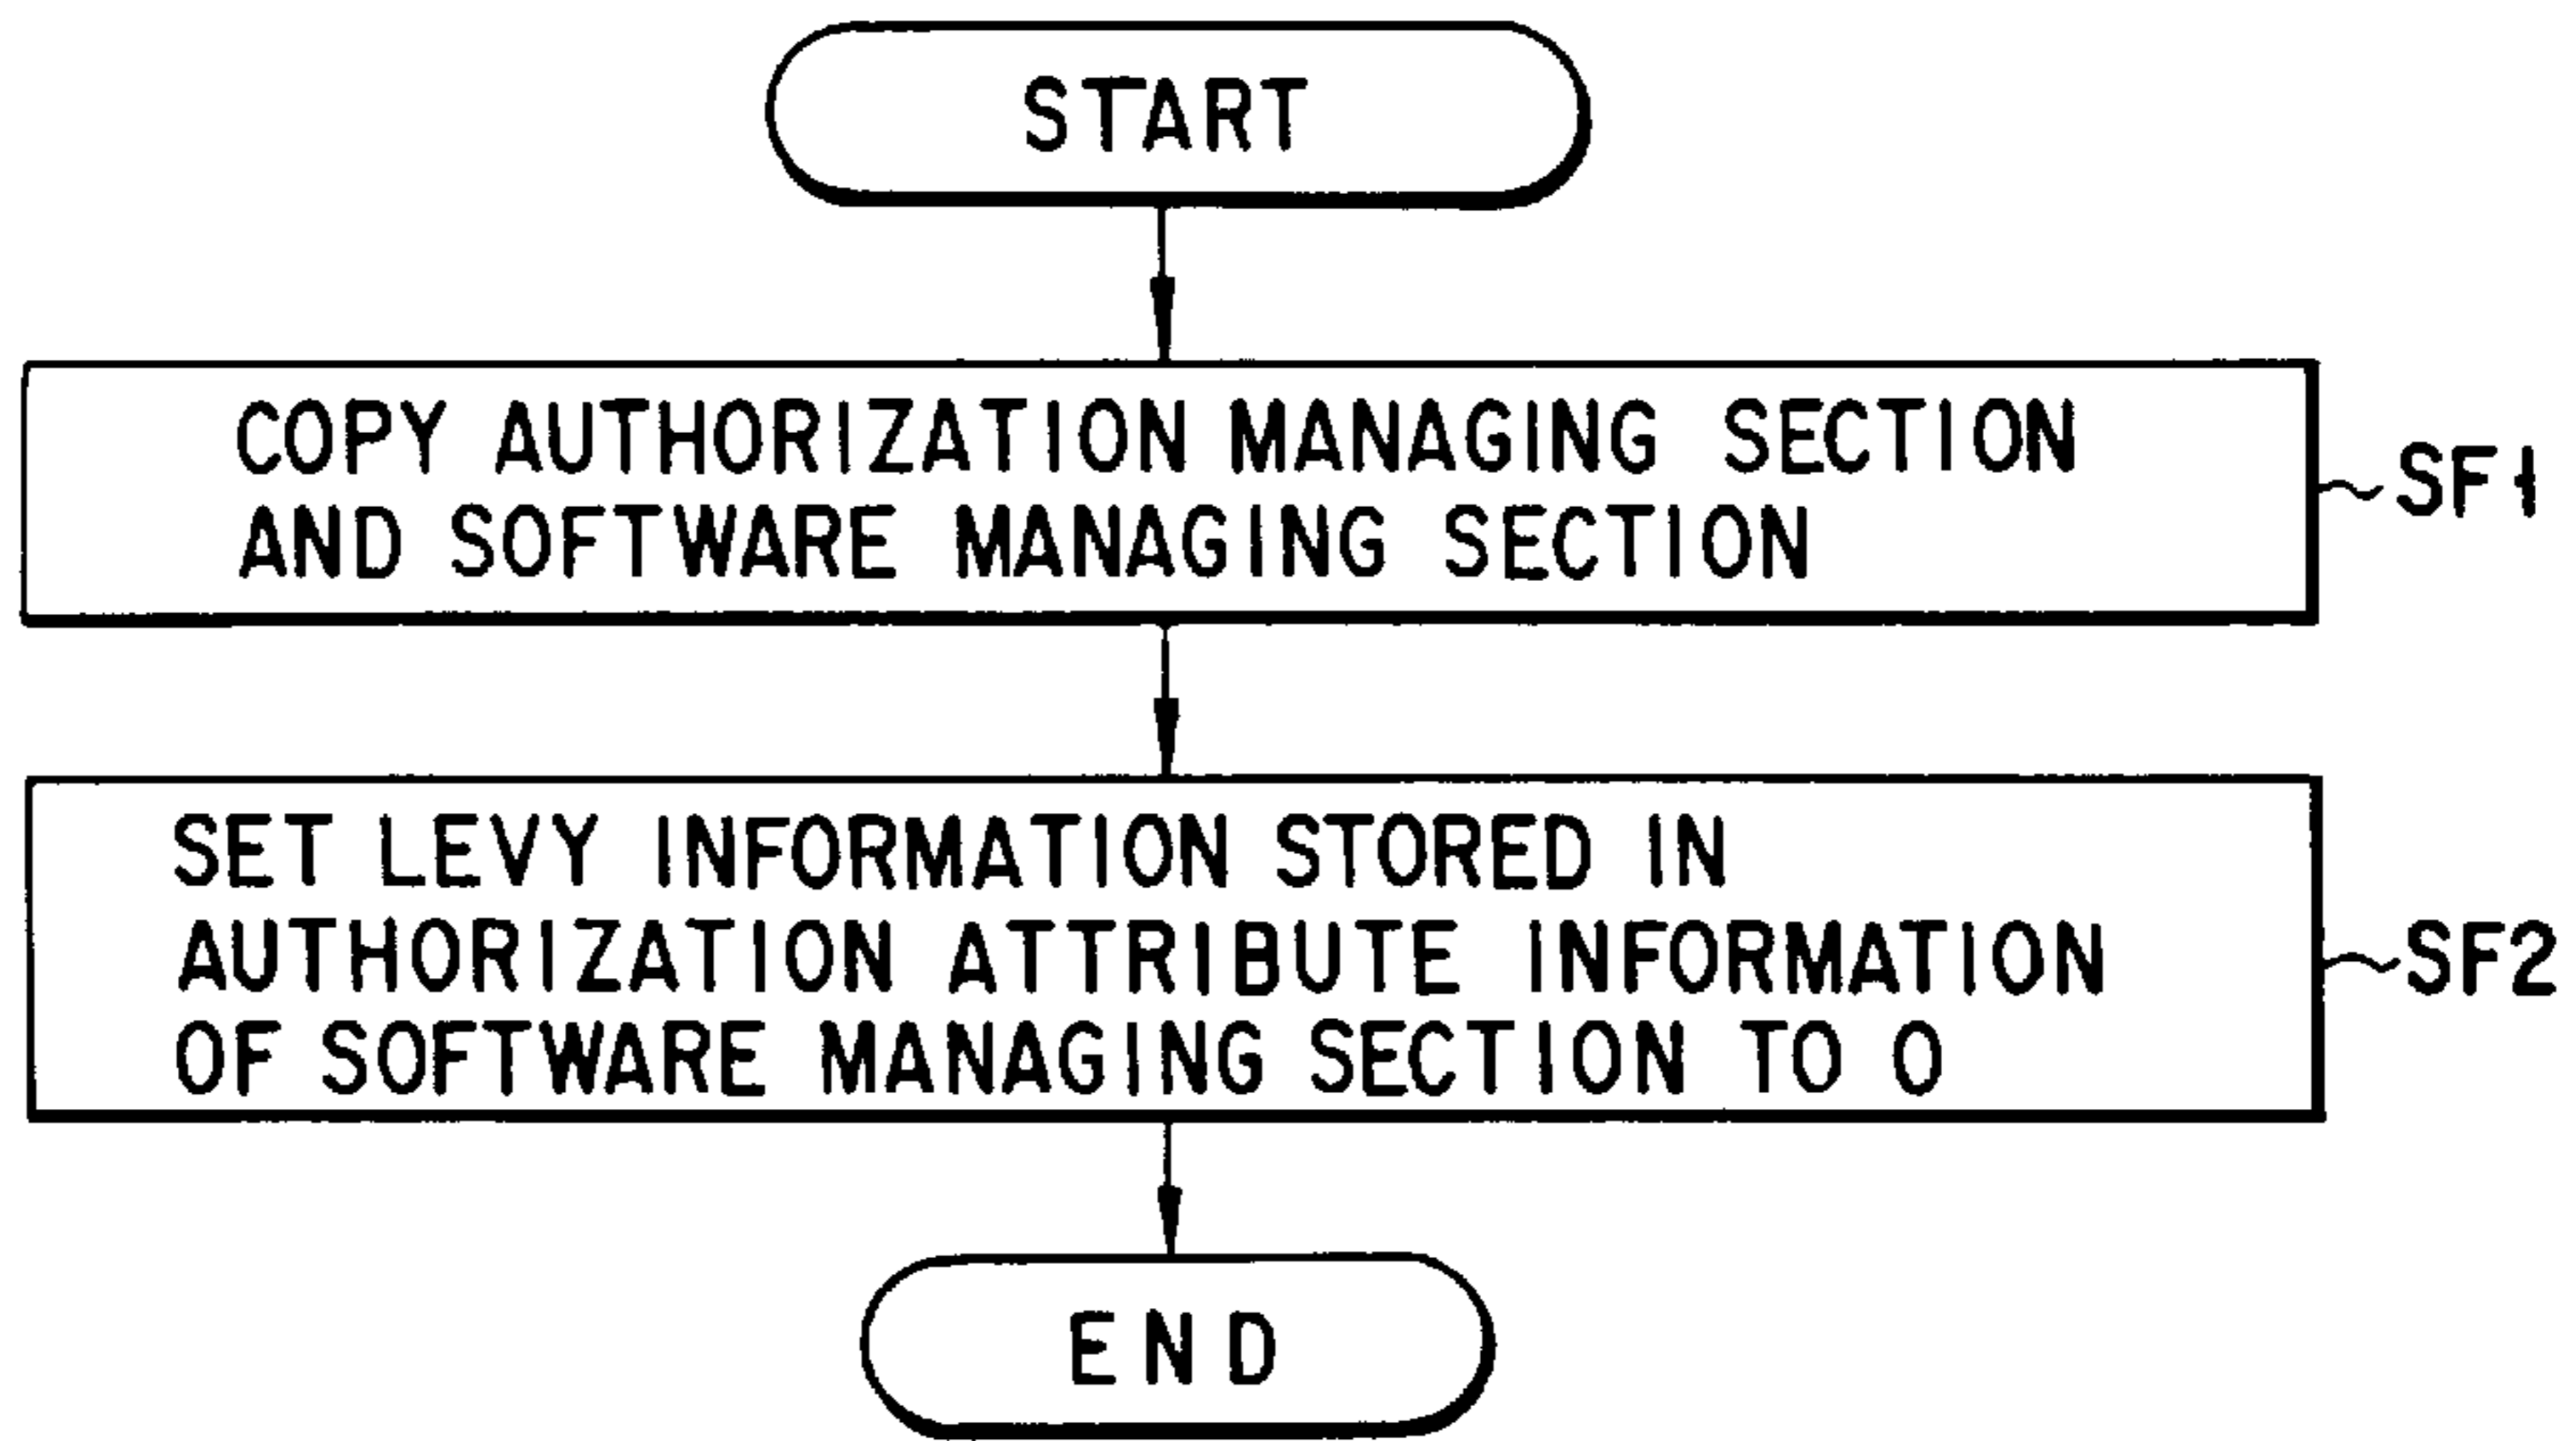 START
COPY AUTHORIZATION MANAGING SECTION
AND SOFTWARE MANAGING SECTION
SF1
SET LEVY INFORMATION STORED IN
AUTHORIZATION ATTRIBUTE INFORMATION
OF SOFTWARE MANAGING SECTION TO 0
SF2
END